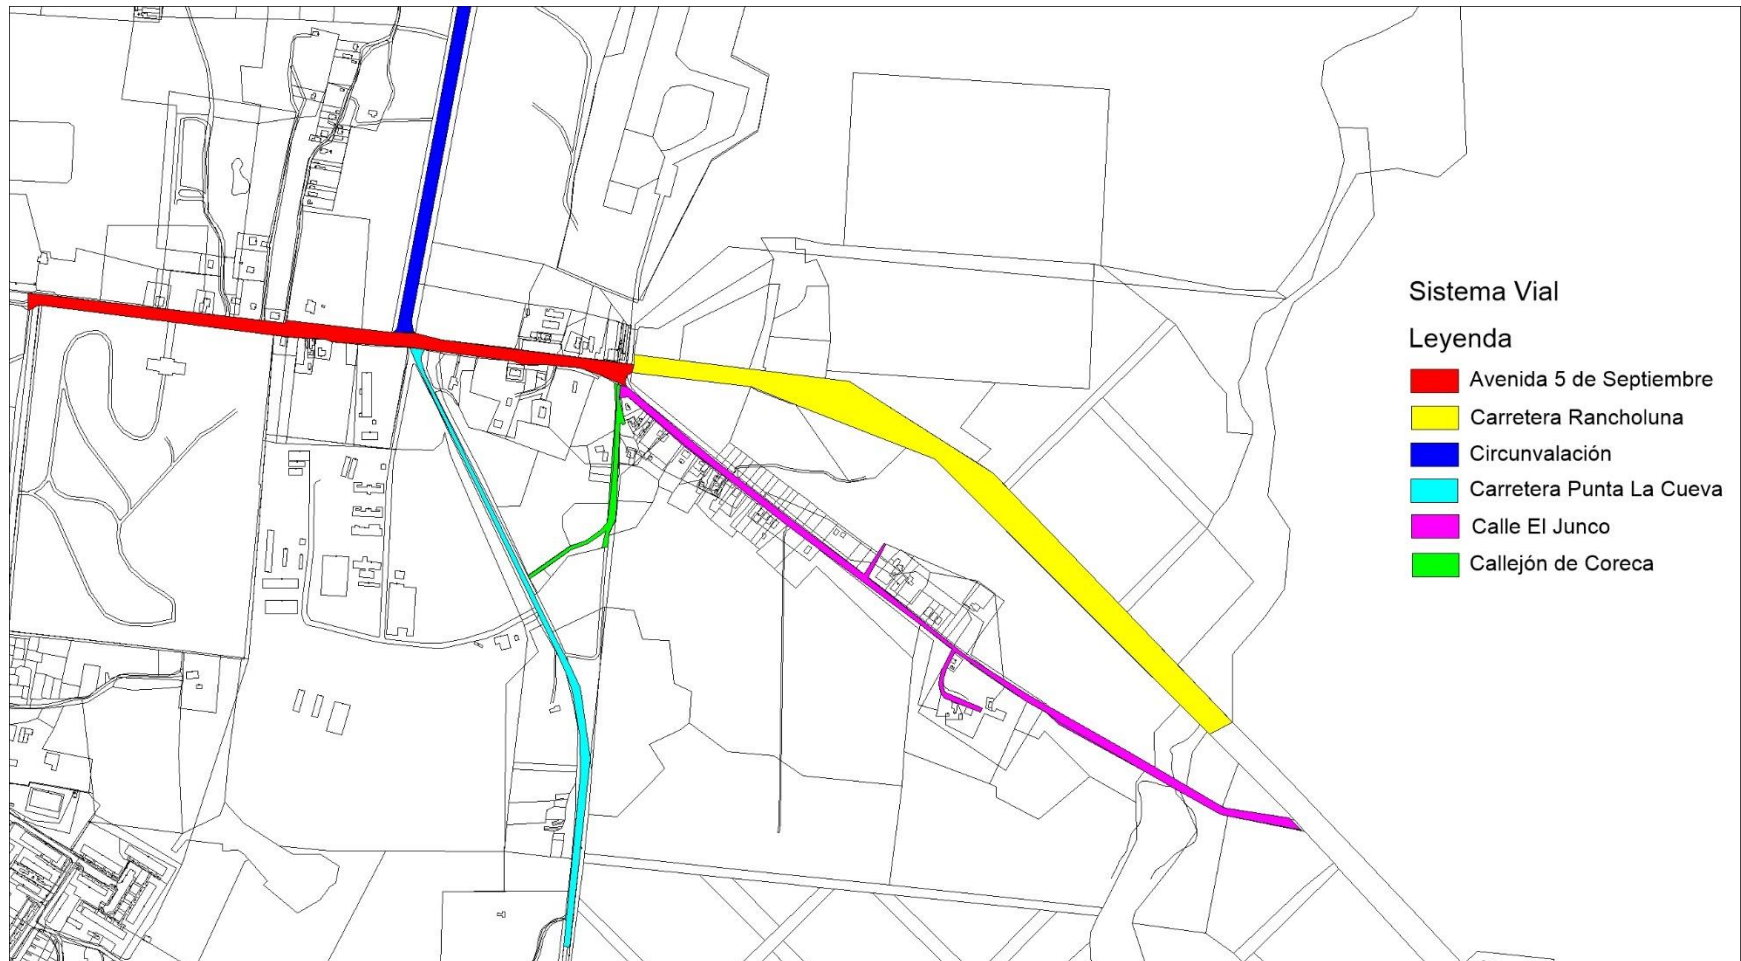 Sistema Vial
Leyenda
Avenida 5 de Septiembre
Carretera Rancholuna
Circunvalación
Carretera Punta La Cueva
Calle El Junco
Callejón de Coreca